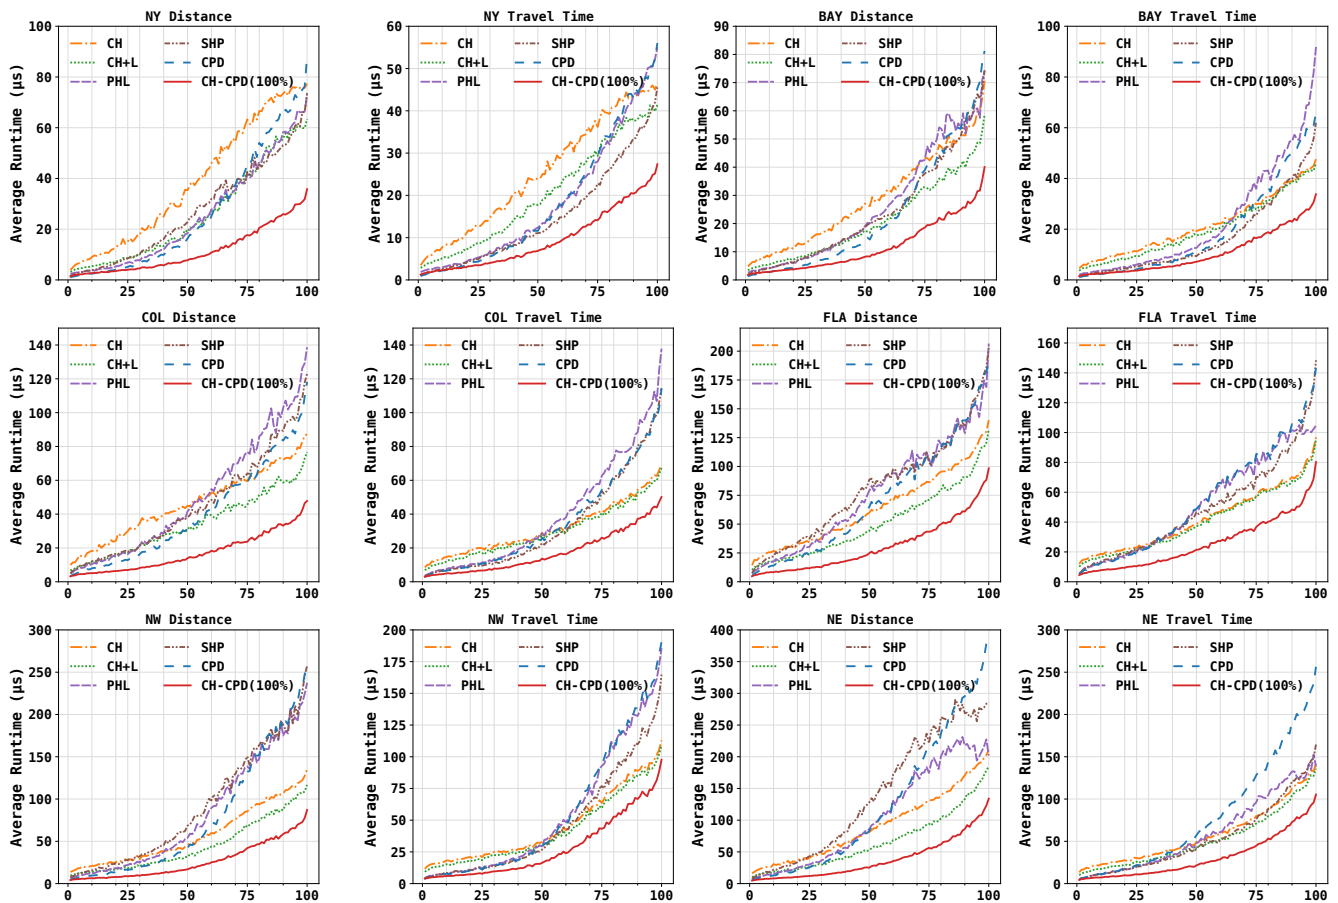 NY Distance
NY Travel Time
BAY Distance
BAY Travel Time
Average Runtime (μs)
100
80
60
40
20
0
CH
CH+L
PHL
SHP
CPD
CH-CPD(100%)
0 25 50 75 100
60
50
40
30
20
10
0
CH
CH+L
PHL
SHP
CPD
CH-CPD(100%)
0 25 50 75 100
Average Runtime (μs)
90
80
70
60
50
40
30
20
10
0
CH
CH+L
PHL
SHP
CPD
CH-CPD(100%)
0 25 50 75 100
Average Runtime (μs)
100
80
60
40
20
0
CH
CH+L
PHL
SHP
CPD
CH-CPD(100%)
0 25 50 75 100
Average Runtime (μs)
COL Distance
COL Travel Time
FLA Distance
FLA Travel Time
Average Runtime (μs)
140
120
100
80
60
40
20
0
CH
CH+L
PHL
SHP
CPD
CH-CPD(100%)
0 25 50 75 100
Average Runtime (μs)
140
120
100
80
60
40
20
0
CH
CH+L
PHL
SHP
CPD
CH-CPD(100%)
0 25 50 75 100
Average Runtime (μs)
200
175
150
125
100
75
50
25
0
CH
CH+L
PHL
SHP
CPD
CH-CPD(100%)
0 25 50 75 100
Average Runtime (μs)
160
140
120
100
80
60
40
20
0
CH
CH+L
PHL
SHP
CPD
CH-CPD(100%)
0 25 50 75 100
NW Distance
NW Travel Time
NE Distance
NE Travel Time
Average Runtime (μs)
300
250
200
150
100
50
0
CH
CH+L
PHL
SHP
CPD
CH-CPD(100%)
0 25 50 75 100
Average Runtime (μs)
200
175
150
125
100
75
50
25
0
CH
CH+L
PHL
SHP
CPD
CH-CPD(100%)
0 25 50 75 100
Average Runtime (μs)
400
350
300
250
200
150
100
50
0
CH
CH+L
PHL
SHP
CPD
CH-CPD(100%)
0 25 50 75 100
Average Runtime (μs)
300
250
200
150
100
50
0
CH
CH+L
PHL
SHP
CPD
CH-CPD(100%)
0 25 50 75 100